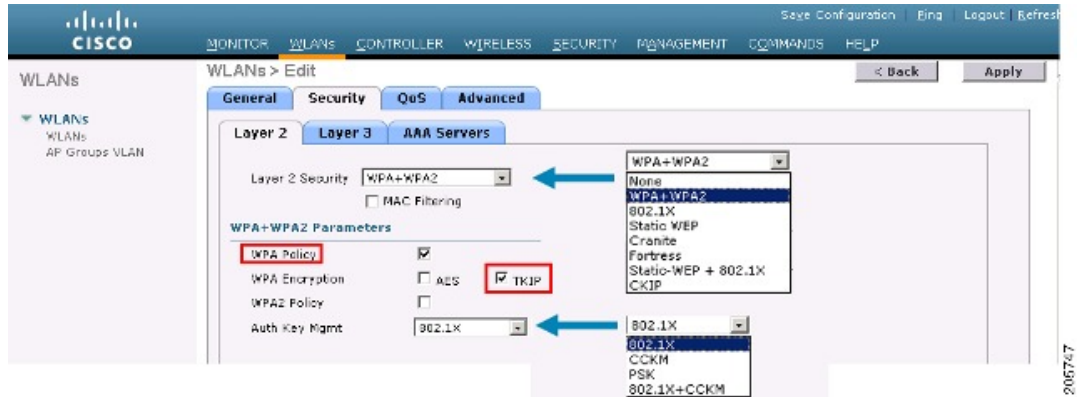 Save Configuration Ping Logout Refresh
CISCO
MONITOR WLANs CONTROLLER WIRELESS SECURITY MANAGEMENT COMMANDS HELP
WLANs
WLANs > Edit
< Back Apply
General Security QoS Advanced
WLANs
WLANs
AP Groups VLAN
Layer 2 Layer 3 AAA Servers
Layer 2 Security WPA+WPA2
MAC Filtering
WPA+WPA2
None
WPA+WPA2
802.1X
Static WEP
Cranite
Fortress
Static-WEP + 802.1X
CKIP
WPA+WPA2 Parameters
WPA Policy
WPA Encryption AES TKIP
WPA2 Policy
Auth Key Mgmt 802.1X
802.1X
802.1X
CCKM
PSK
802.1X+CCKM
205747